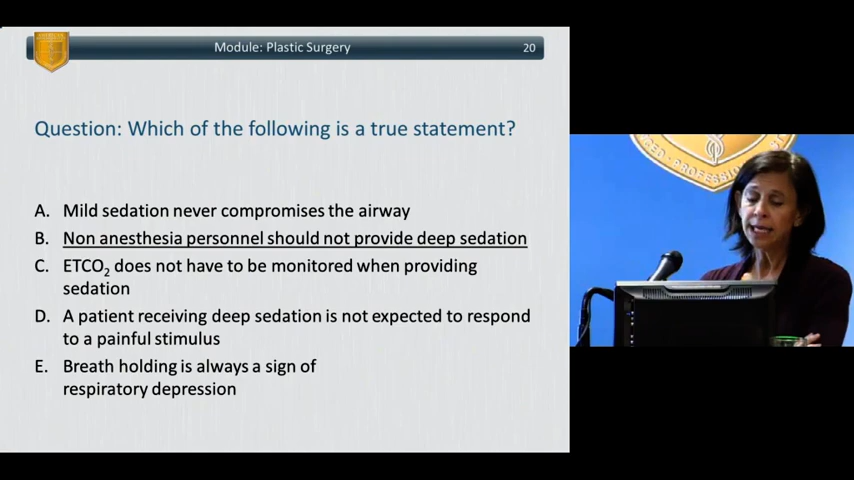 Module: Plastic Surgery 20
Question: Which of the following is a true statement?
A. Mild sedation never compromises the airway
B. Non anesthesia personnel should not provide deep sedation
C. ETCO2 does not have to be monitored when providing
sedation
D. A patient receiving deep sedation is not expected to respond
to a painful stimulus
E. Breath holding is always a sign of
respiratory depression